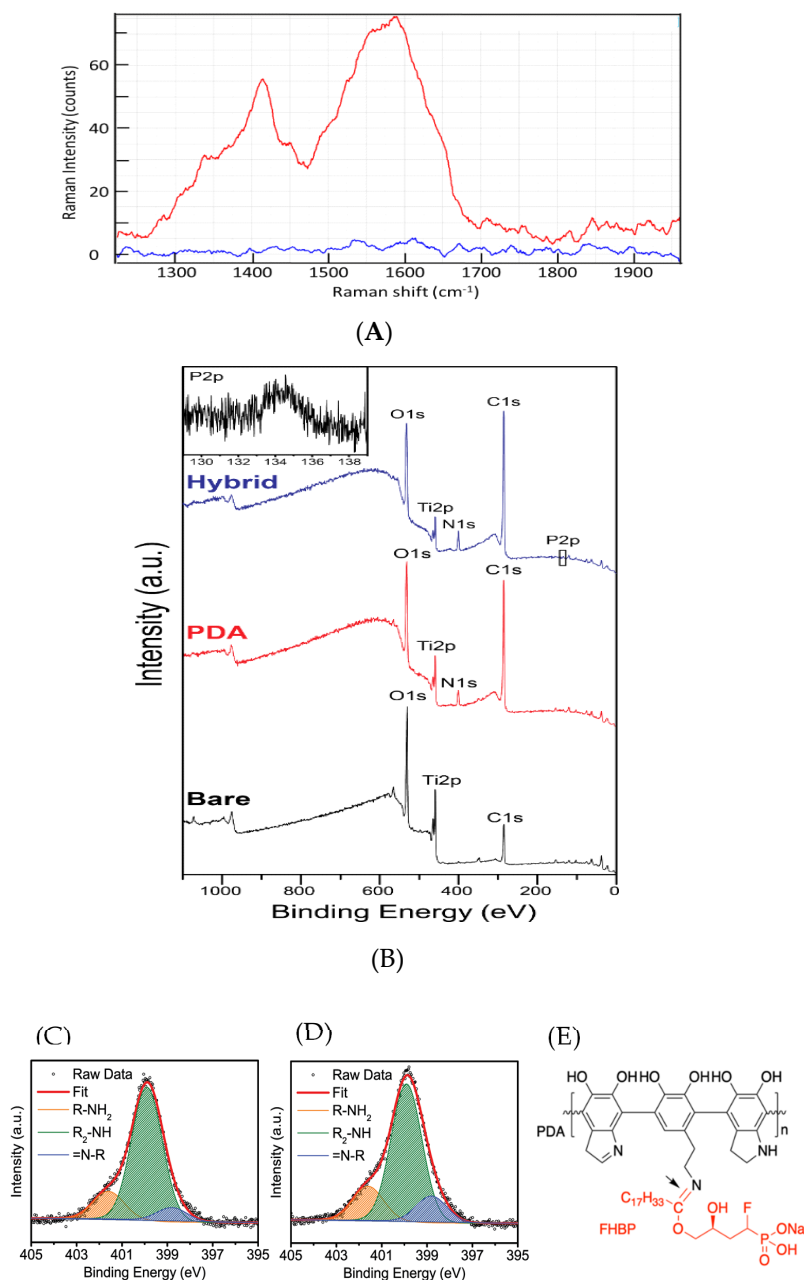 Raman Intensity (counts)
60
40
20
0
1300 1400 1500 1600 1700 1800 1900
Raman shift (cm⁻¹)
(A)
P2p
130 132 134 136 138
O1s
C1s
Hybrid
Ti2p
N1s
P2p
O1s
C1s
PDA
Ti2p
N1s
O1s
Ti2p
Bare
C1s
Intensity (a.u.)
1000 800 600 400 200 0
Binding Energy (eV)
(B)
(C)
Raw Data
Fit
R-NH₂
R₂-NH
=N-R
Intensity (a.u.)
405 403 401 399 397 395
Binding Energy (eV)
(D)
Raw Data
Fit
R-NH₂
R₂-NH
=N-R
Intensity (a.u.)
405 403 401 399 397 395
Binding Energy (eV)
(E)
HO OH HO OH HO OH
PDA
n
N
NH
N
C₁₇H₃₃
O
OH
F
FHBP
P
ONa
OH
O